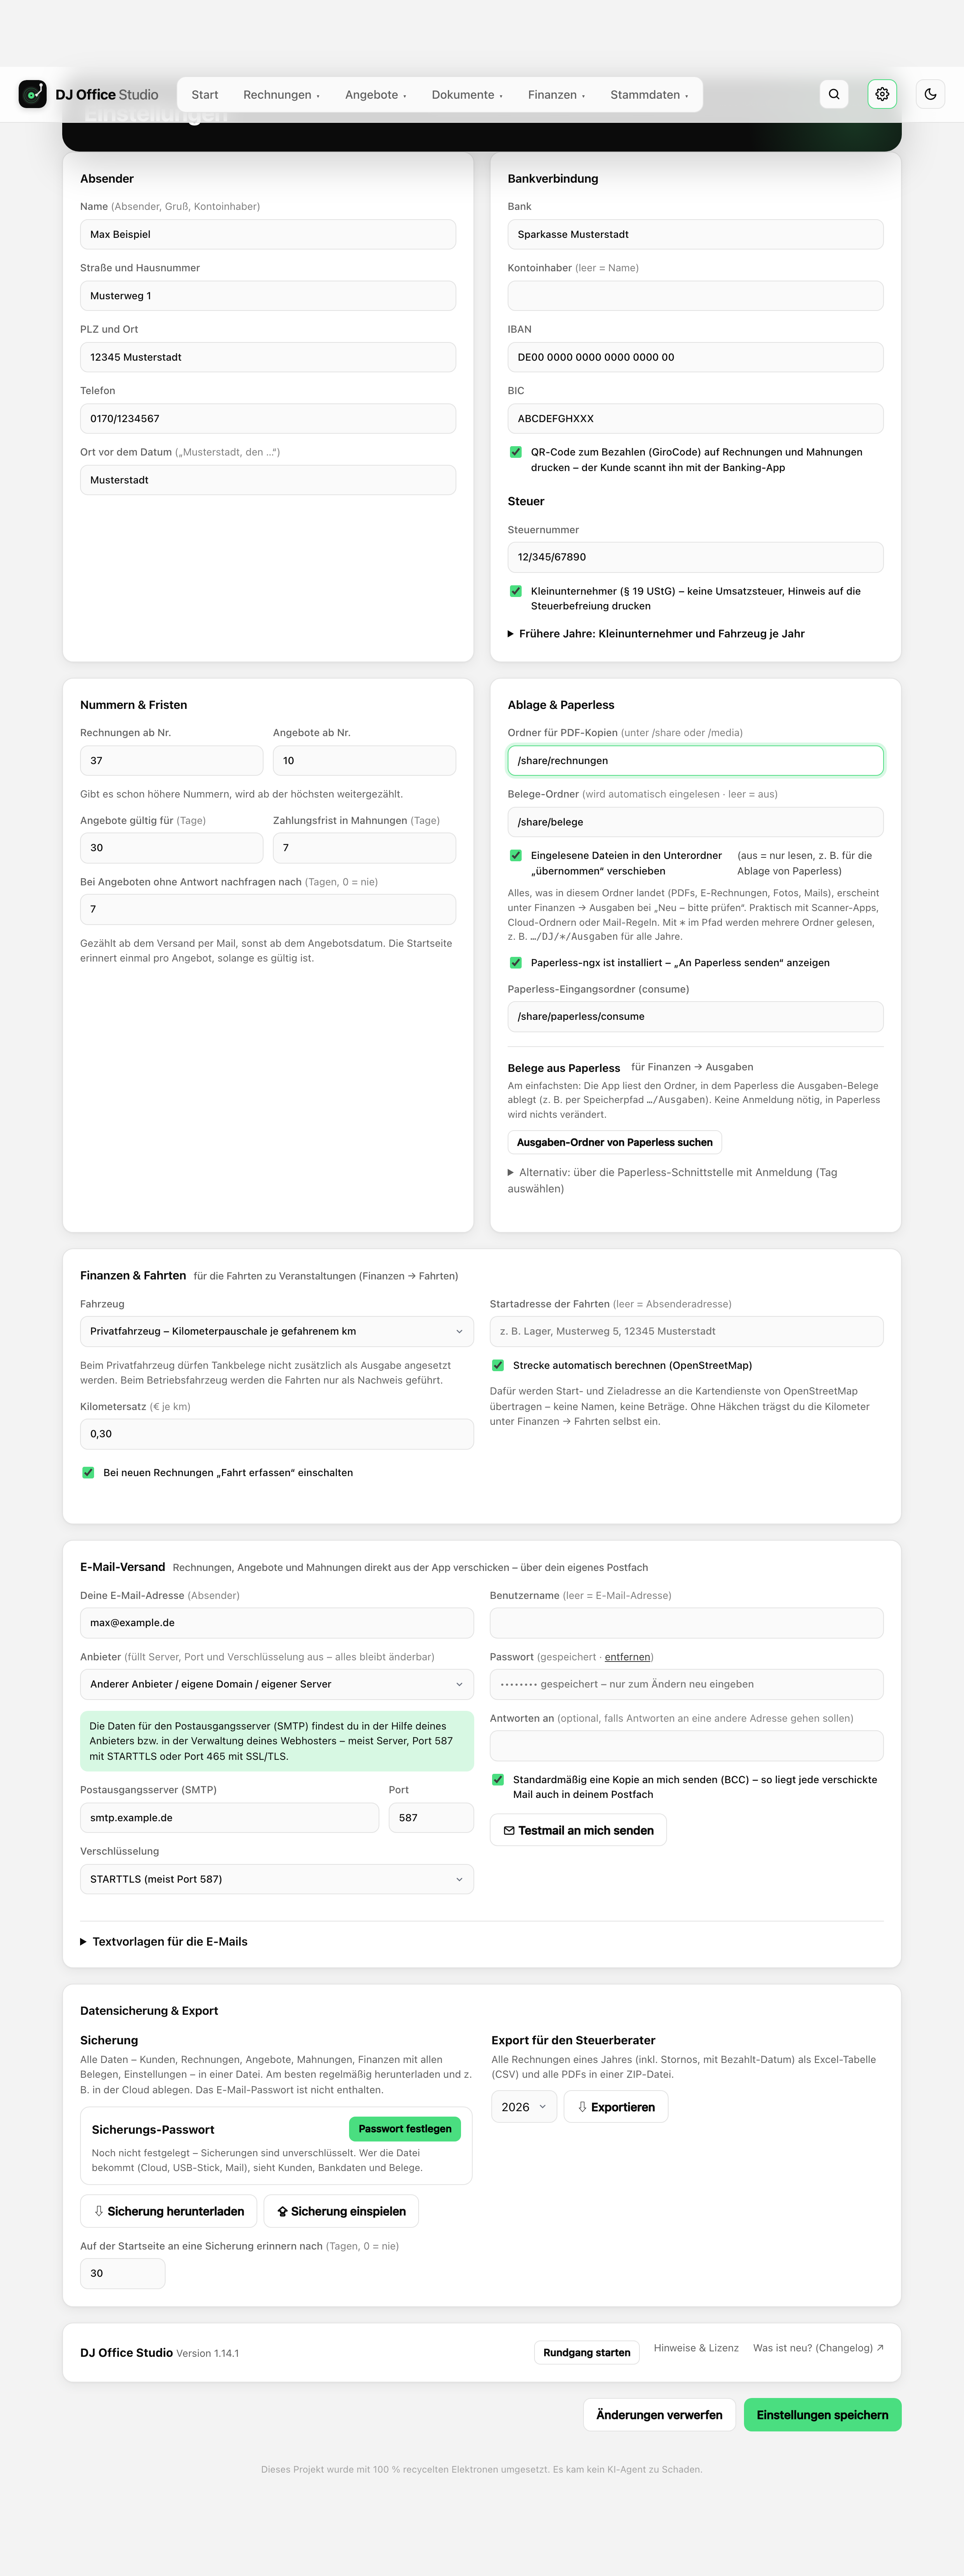 DJ Office Studio
Start
Rechnungen
Angebote
Dokumente
Finanzen
Stammdaten
Einstellungen
Absender
Name (Absender, Gruß, Kontoinhaber)
Max Beispiel
Straße und Hausnummer
Musterweg 1
PLZ und Ort
12345 Musterstadt
Telefon
0170/1234567
Ort vor dem Datum („Musterstadt, den …“)
Musterstadt
Bankverbindung
Bank
Sparkasse Musterstadt
Kontoinhaber (leer = Name)
IBAN
DE00 0000 0000 0000 0000 00
BIC
ABCDEFGHXXX
QR-Code zum Bezahlen (GiroCode) auf Rechnungen und Mahnungen
drucken – der Kunde scannt ihn mit der Banking-App
Steuer
Steuernummer
12/345/67890
Kleinunternehmer (§ 19 UStG) – keine Umsatzsteuer, Hinweis auf die
Steuerbefreiung drucken
▶ Frühere Jahre: Kleinunternehmer und Fahrzeug je Jahr
Nummern & Fristen
Rechnungen ab Nr.
Angebote ab Nr.
37
10
Gibt es schon höhere Nummern, wird ab der höchsten weitergezählt.
Angebote gültig für (Tage)
Zahlungsfrist in Mahnungen (Tage)
30
7
Bei Angeboten ohne Antwort nachfragen nach (Tagen, 0 = nie)
7
Gezählt ab dem Versand per Mail, sonst ab dem Angebotsdatum. Die Startseite
erinnert einmal pro Angebot, solange es gültig ist.
Ablage & Paperless
Ordner für PDF-Kopien (unter /share oder /media)
/share/rechnungen
Belege-Ordner (wird automatisch eingelesen · leer = aus)
/share/belege
Eingelesene Dateien in den Unterordner
„übernommen“ verschieben
(aus = nur lesen, z. B. für die
Ablage von Paperless)
Alles, was in diesem Ordner landet (PDFs, E-Rechnungen, Fotos, Mails), erscheint
unter Finanzen → Ausgaben bei „Neu – bitte prüfen“. Praktisch mit Scanner-Apps,
Cloud-Ordnern oder Mail-Regeln. Mit * im Pfad werden mehrere Ordner gelesen,
z. B. …/DJ/*/Ausgaben für alle Jahre.
Paperless-ngx ist installiert – „An Paperless senden“ anzeigen
Paperless-Eingangsordner (consume)
/share/paperless/consume
Belege aus Paperless für Finanzen → Ausgaben
Am einfachsten: Die App liest den Ordner, in dem Paperless die Ausgaben-Belege
ablegt (z. B. per Speicherpfad …/Ausgaben). Keine Anmeldung nötig, in Paperless
wird nichts verändert.
Ausgaben-Ordner von Paperless suchen
▶ Alternativ: über die Paperless-Schnittstelle mit Anmeldung (Tag
auswählen)
Finanzen & Fahrten für die Fahrten zu Veranstaltungen (Finanzen → Fahrten)
Fahrzeug
Privatfahrzeug – Kilometerpauschale je gefahrenem km
Beim Privatfahrzeug dürfen Tankbelege nicht zusätzlich als Ausgabe angesetzt
werden. Beim Betriebsfahrzeug werden die Fahrten nur als Nachweis geführt.
Kilometersatz (€ je km)
0,30
Bei neuen Rechnungen „Fahrt erfassen“ einschalten
Startadresse der Fahrten (leer = Absenderadresse)
z. B. Lager, Musterweg 5, 12345 Musterstadt
Strecke automatisch berechnen (OpenStreetMap)
Dafür werden Start- und Zieladresse an die Kartendienste von OpenStreetMap
übertragen – keine Namen, keine Beträge. Ohne Häkchen trägst du die Kilometer
unter Finanzen → Fahrten selbst ein.
E-Mail-Versand Rechnungen, Angebote und Mahnungen direkt aus der App verschicken – über dein eigenes Postfach
Deine E-Mail-Adresse (Absender)
max@example.de
Anbieter (füllt Server, Port und Verschlüsselung aus – alles bleibt änderbar)
Anderer Anbieter / eigene Domain / eigener Server
Die Daten für den Postausgangsserver (SMTP) findest du in der Hilfe deines
Anbieters bzw. in der Verwaltung deines Webhosters – meist Server, Port 587
mit STARTTLS oder Port 465 mit SSL/TLS.
Postausgangsserver (SMTP)
Port
smtp.example.de
587
Verschlüsselung
STARTTLS (meist Port 587)
Benutzername (leer = E-Mail-Adresse)
Passwort (gespeichert · entfernen)
•••••••• gespeichert – nur zum Ändern neu eingeben
Antworten an (optional, falls Antworten an eine andere Adresse gehen sollen)
Standardmäßig eine Kopie an mich senden (BCC) – so liegt jede verschickte
Mail auch in deinem Postfach
Testmail an mich senden
▶ Textvorlagen für die E-Mails
Datensicherung & Export
Sicherung
Alle Daten – Kunden, Rechnungen, Angebote, Mahnungen, Finanzen mit allen
Belegen, Einstellungen – in einer Datei. Am besten regelmäßig herunterladen und z.
B. in der Cloud ablegen. Das E-Mail-Passwort ist nicht enthalten.
Sicherungs-Passwort
Passwort festlegen
Noch nicht festgelegt – Sicherungen sind unverschlüsselt. Wer die Datei
bekommt (Cloud, USB-Stick, Mail), sieht Kunden, Bankdaten und Belege.
⇩ Sicherung herunterladen
Sicherung einspielen
Auf der Startseite an eine Sicherung erinnern nach (Tagen, 0 = nie)
30
Export für den Steuerberater
Alle Rechnungen eines Jahres (inkl. Stornos, mit Bezahlt-Datum) als Excel-Tabelle
(CSV) und alle PDFs in einer ZIP-Datei.
2026
⇩ Exportieren
DJ Office Studio Version 1.14.1
Rundgang starten
Hinweise & Lizenz
Was ist neu? (Changelog) ↗
Änderungen verwerfen
Einstellungen speichern
Dieses Projekt wurde mit 100 % recycelten Elektronen umgesetzt. Es kam kein KI-Agent zu Schaden.